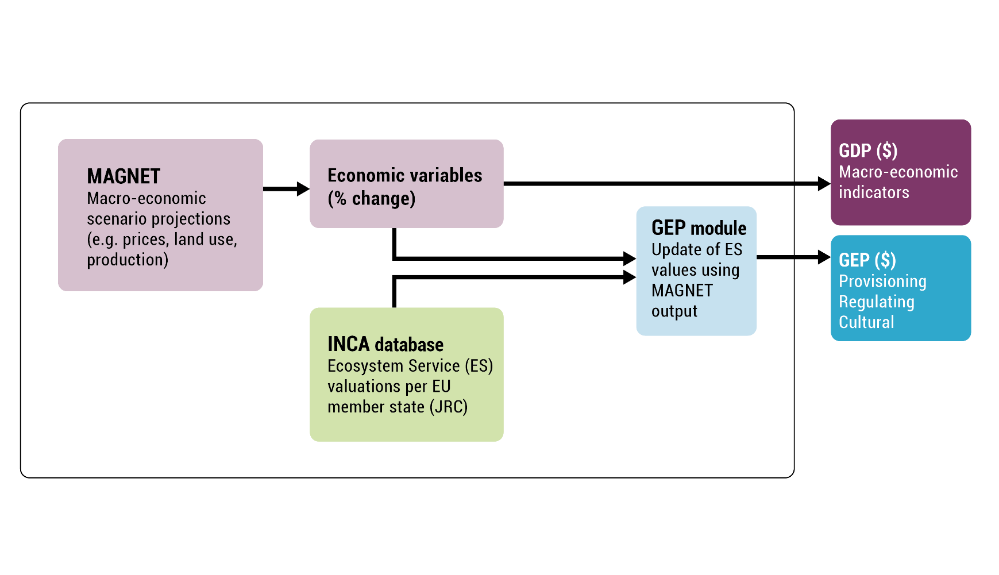 MAGNET
Macro-economic
scenario projections
(e.g. prices, land use,
production)
Economic variables
(% change)
INCA database
Ecosystem Service (ES)
valuations per EU
member state (JRC)
GEP module
Update of ES
values using
MAGNET
output
GDP ($)
Macro-economic
indicators
GEP ($)
Provisioning
Regulating
Cultural